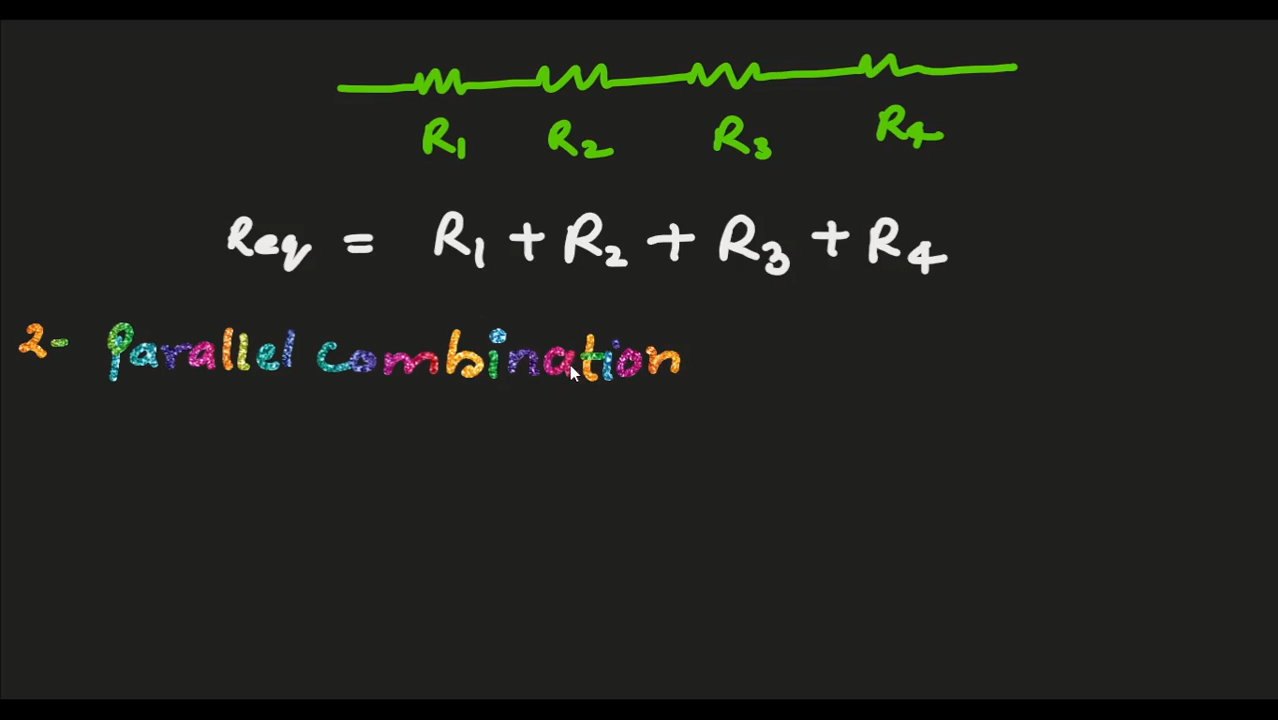 R1 R2 R3 R4
Req = R1 + R2 + R3 + R4
2- Parallel combination